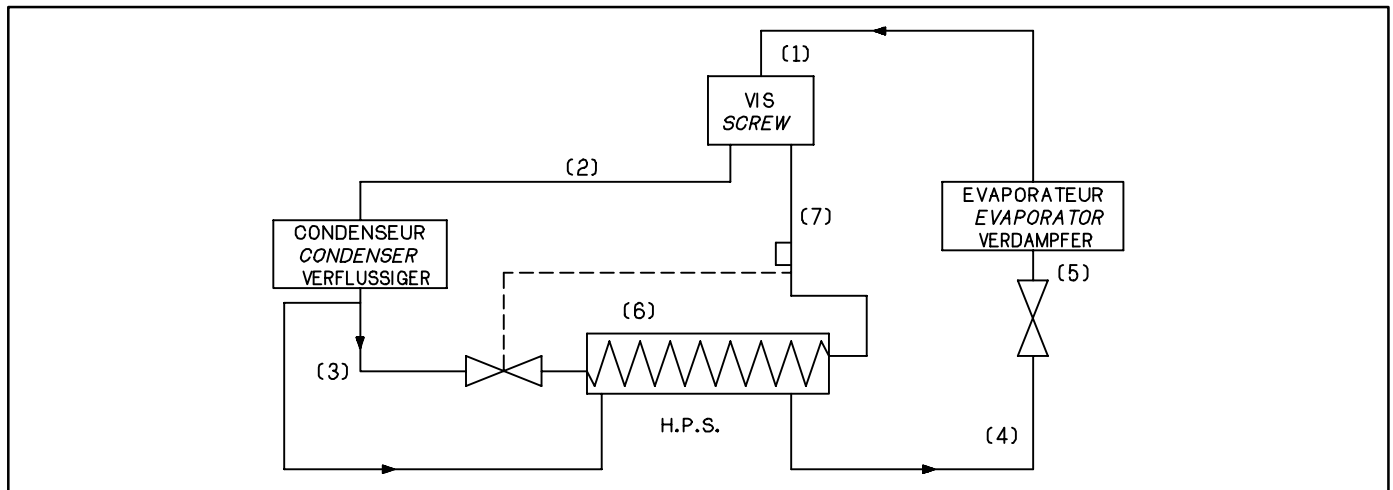 (1)
VIS
SCREW
(2)
EVAPORATEUR
EVAPORATOR
VERDAMPFER
(7)
CONDENSEUR
CONDENSER
VERFLUSSIGER
(5)
(6)
(3)
H.P.S.
(4)